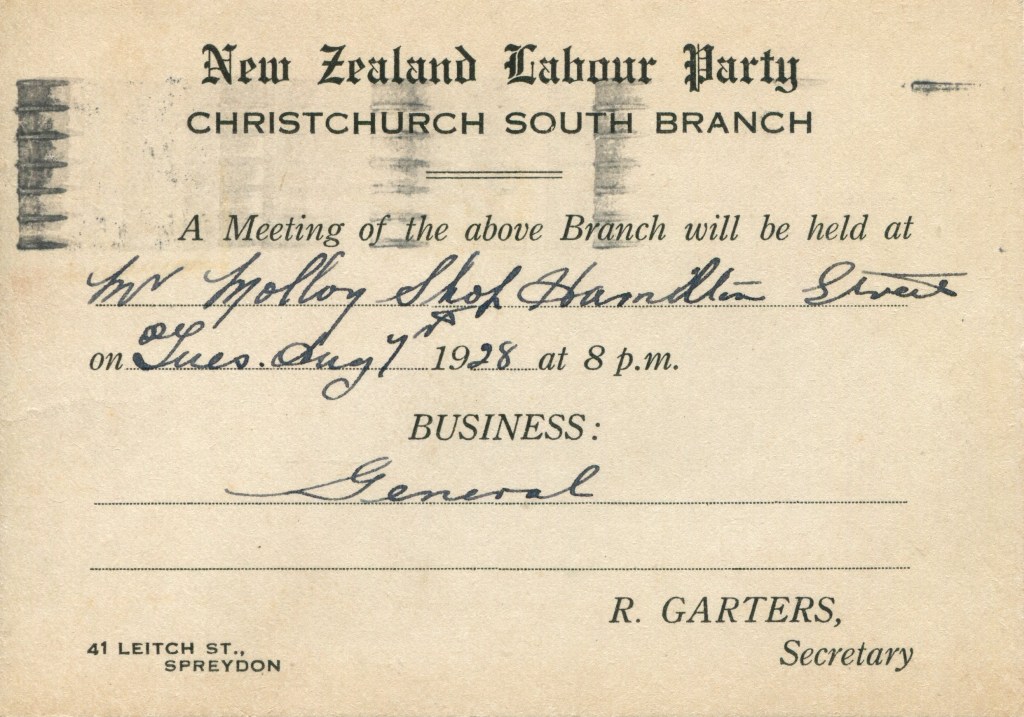 New Zealand Labour Party
CHRISTCHURCH SOUTH BRANCH
A Meeting of the above Branch will be held at
Mr Molloy Shop Hamilton Street
on Tues. Aug 7th 1928 at 8 p.m.
BUSINESS:
General
R. GARTERS,
Secretary
41 LEITCH ST.,
SPREYDON